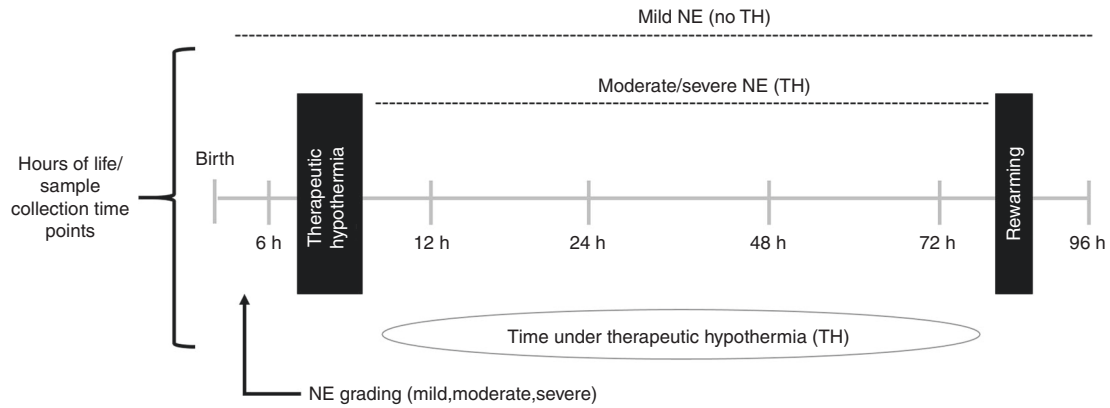 Mild NE (no TH)
Moderate/severe NE (TH)
Hours of life/
sample
collection time
points
Birth
Therapeutic
hypothermia
Rewarming
6 h
12 h
24 h
48 h
72 h
96 h
Time under therapeutic hypothermia (TH)
NE grading (mild,moderate,severe)